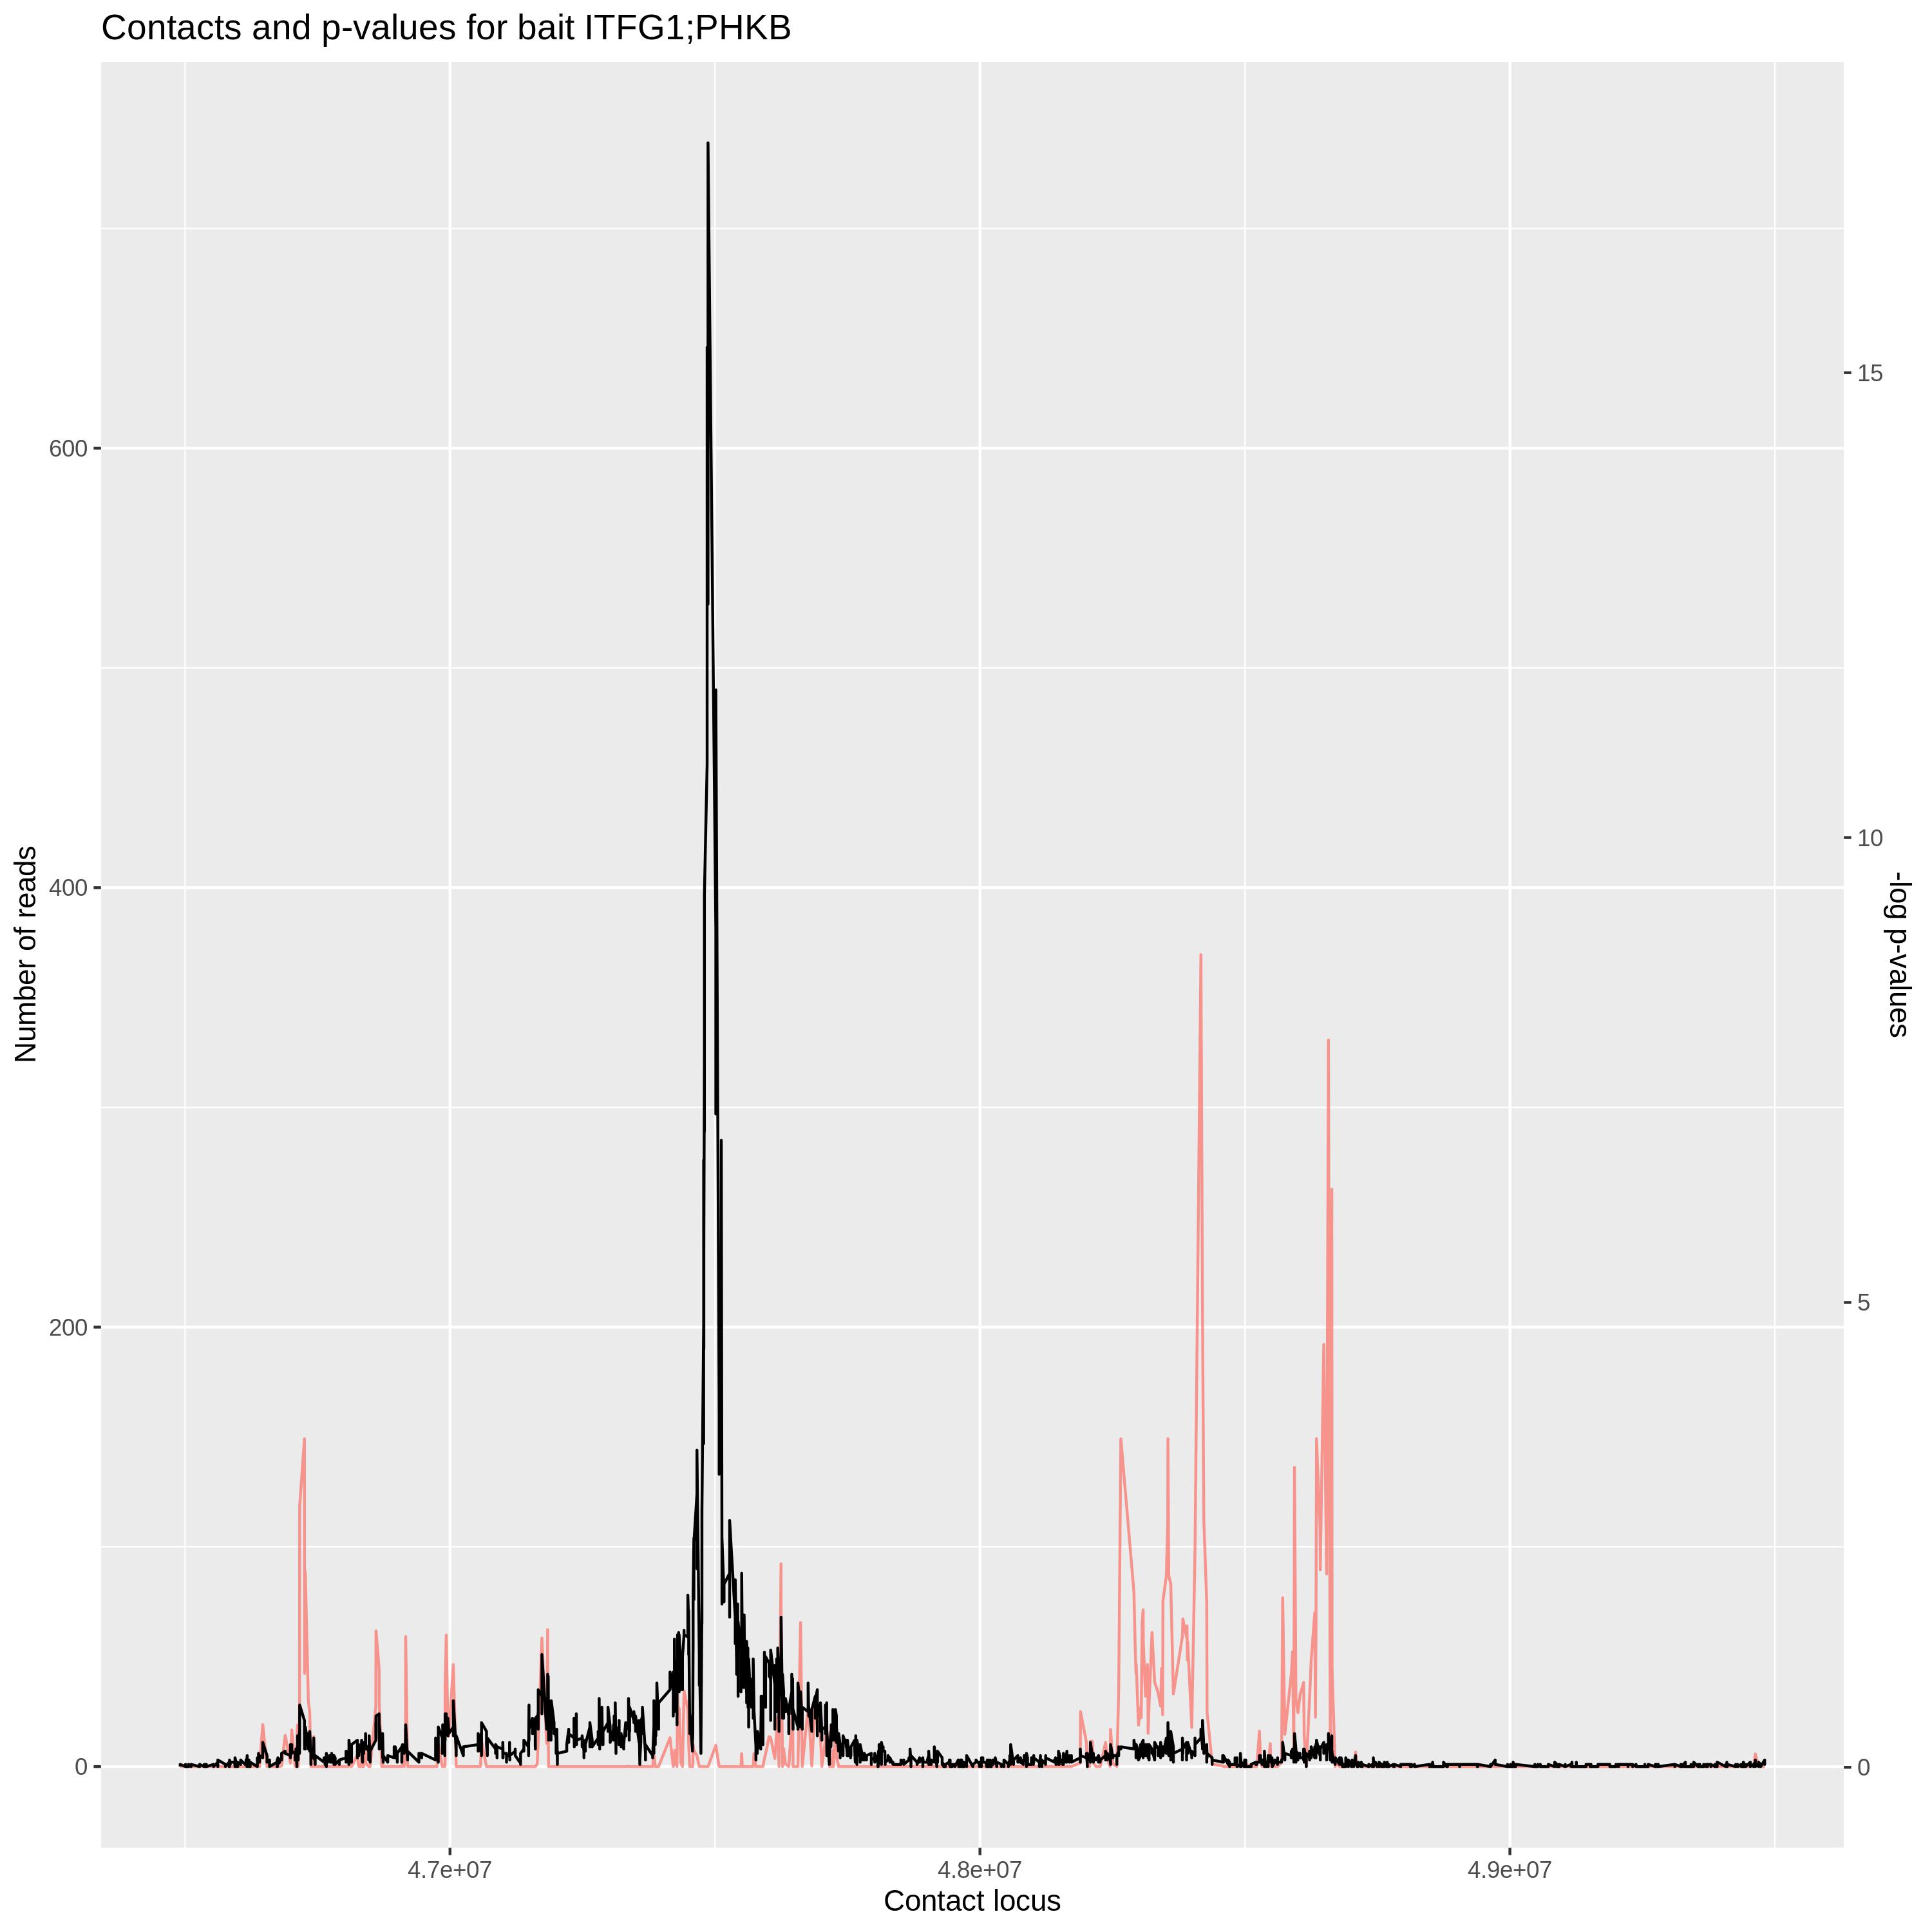 Contacts and p-values for bait ITFG1;PHKB
Number of reads
600
400
200
0
15
10
5
0
-log p-values
4.7e+07
4.8e+07
4.9e+07
Contact locus